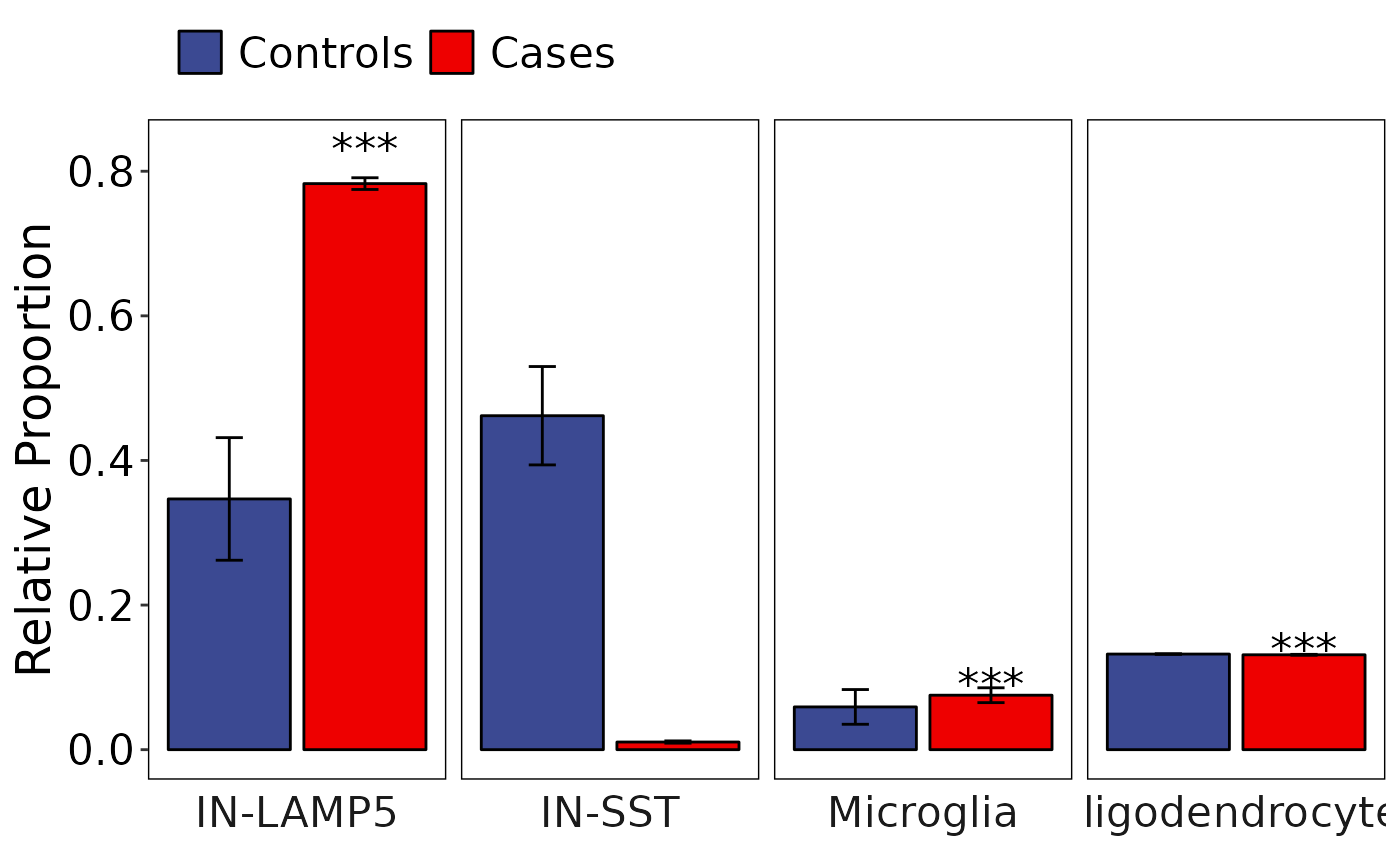 Controls Cases
***
0.8
0.6
0.4
0.2
0.0
Relative Proportion
***
***
IN-LAMP5 IN-SST Microglia ligodendrocyte